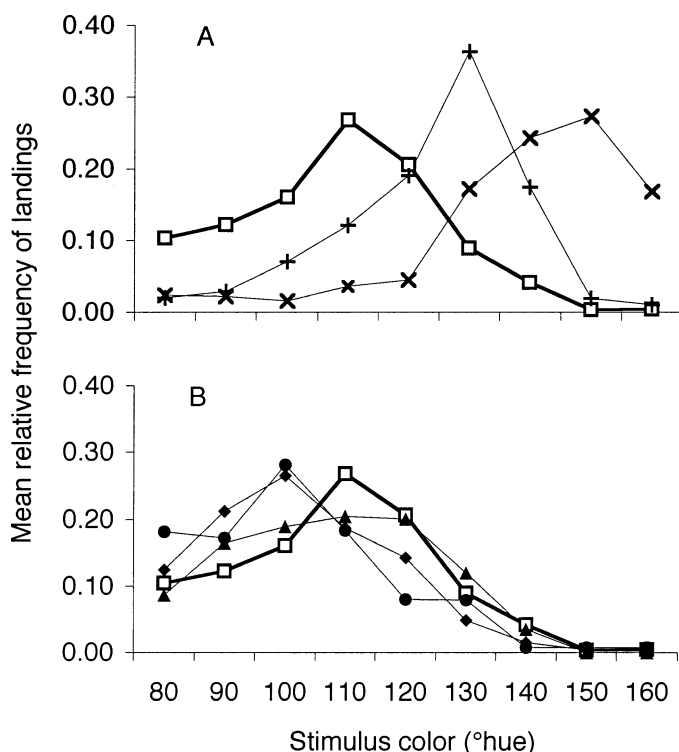 A
0.40
0.30
0.20
0.10
0.00
Mean relative frequency of landings
B
0.40
0.30
0.20
0.10
0.00
80 90 100 110 120 130 140 150 160
Stimulus color (°hue)